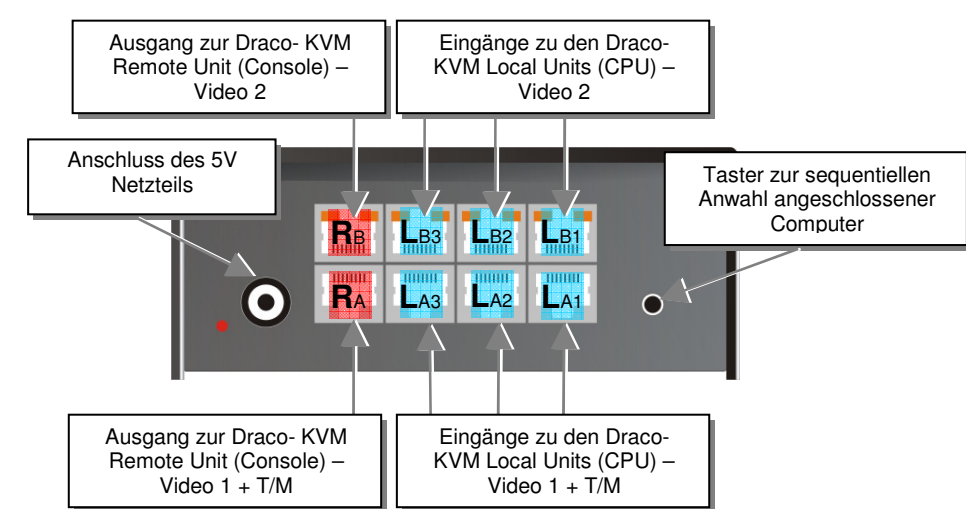 Ausgang zur Draco- KVM
Remote Unit (Console) –
Video 2
Eingänge zu den Draco-
KVM Local Units (CPU) –
Video 2
Anschluss des 5V
Netzteils
Taster zur sequentiellen
Anwahl angeschlossener
Computer
RB
LB3
LB2
LB1
RA
LA3
LA2
LA1
Ausgang zur Draco- KVM
Remote Unit (Console) –
Video 1 + T/M
Eingänge zu den Draco-
KVM Local Units (CPU) –
Video 1 + T/M